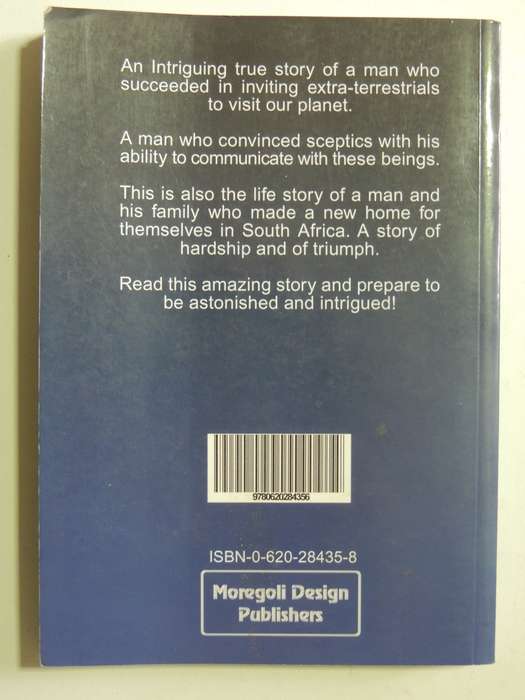 An Intriguing true story of a man who
succeeded in inviting extra-terrestrials
to visit our planet.
A man who convinced sceptics with his
ability to communicate with these beings.
This is also the life story of a man and
his family who made a new home for
themselves in South Africa. A story of
hardship and of triumph.
Read this amazing story and prepare to
be astonished and intrigued!
9780620284356
ISBN-0-620-28435-8
Moregoli Design
Publishers